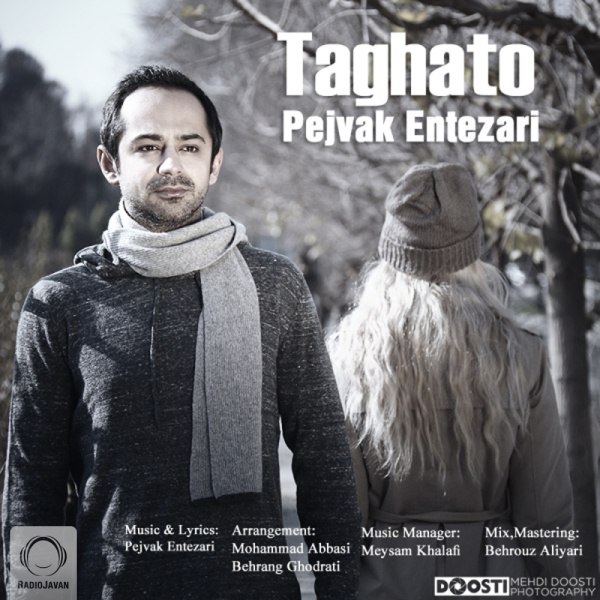 Taghato
Pejvak Entezari
Music & Lyrics:
Pejvak Entezari
Arrangement:
Mohammad Abbasi
Behrang Ghodrati
Music Manager:
Meysam Khalafi
Mix,Mastering:
Behrouz Aliyari
RADIOJAVAN
DOOSTI
MEHDI DOOSTI
PHOTOGRAPHY